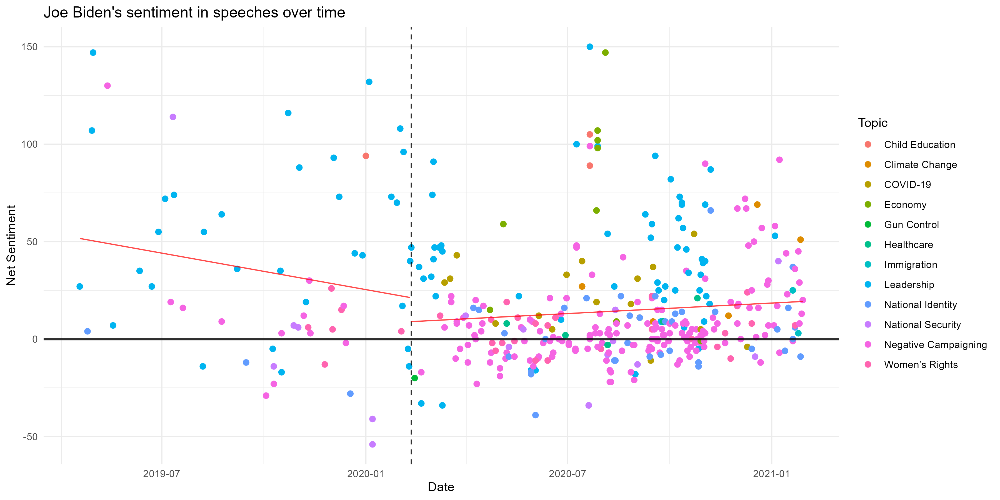 Joe Biden's sentiment in speeches over time
150
100
50
0
-50
Net Sentiment
2019-07
2020-01
2020-07
2021-01
Date
Topic
Child Education
Climate Change
COVID-19
Economy
Gun Control
Healthcare
Immigration
Leadership
National Identity
National Security
Negative Campaigning
Women’s Rights